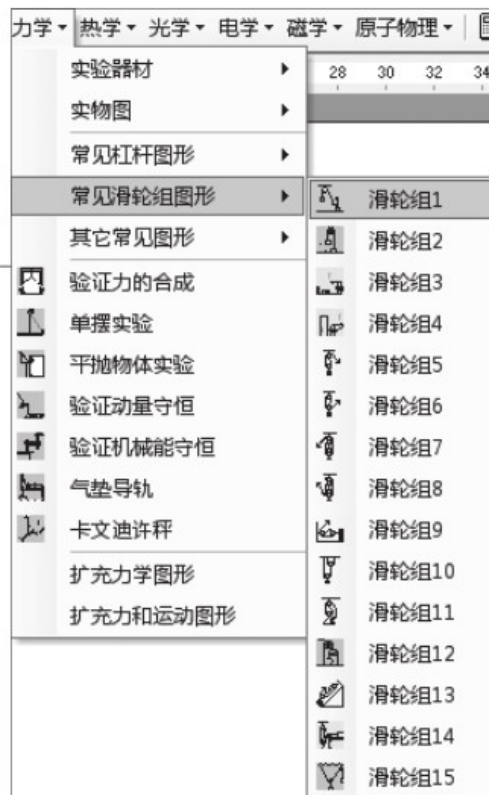 力学 热学 光学 电学 磁学 原子物理
28 30 32 34
实验器材
实物图
常见杠杆图形
常见滑轮组图形
其它常见图形
验证力的合成
单摆实验
平抛物体实验
验证动量守恒
验证机械能守恒
气垫导轨
卡文迪许秤
扩充力学图形
扩充力和运动图形
滑轮组1
滑轮组2
滑轮组3
滑轮组4
滑轮组5
滑轮组6
滑轮组7
滑轮组8
滑轮组9
滑轮组10
滑轮组11
滑轮组12
滑轮组13
滑轮组14
滑轮组15